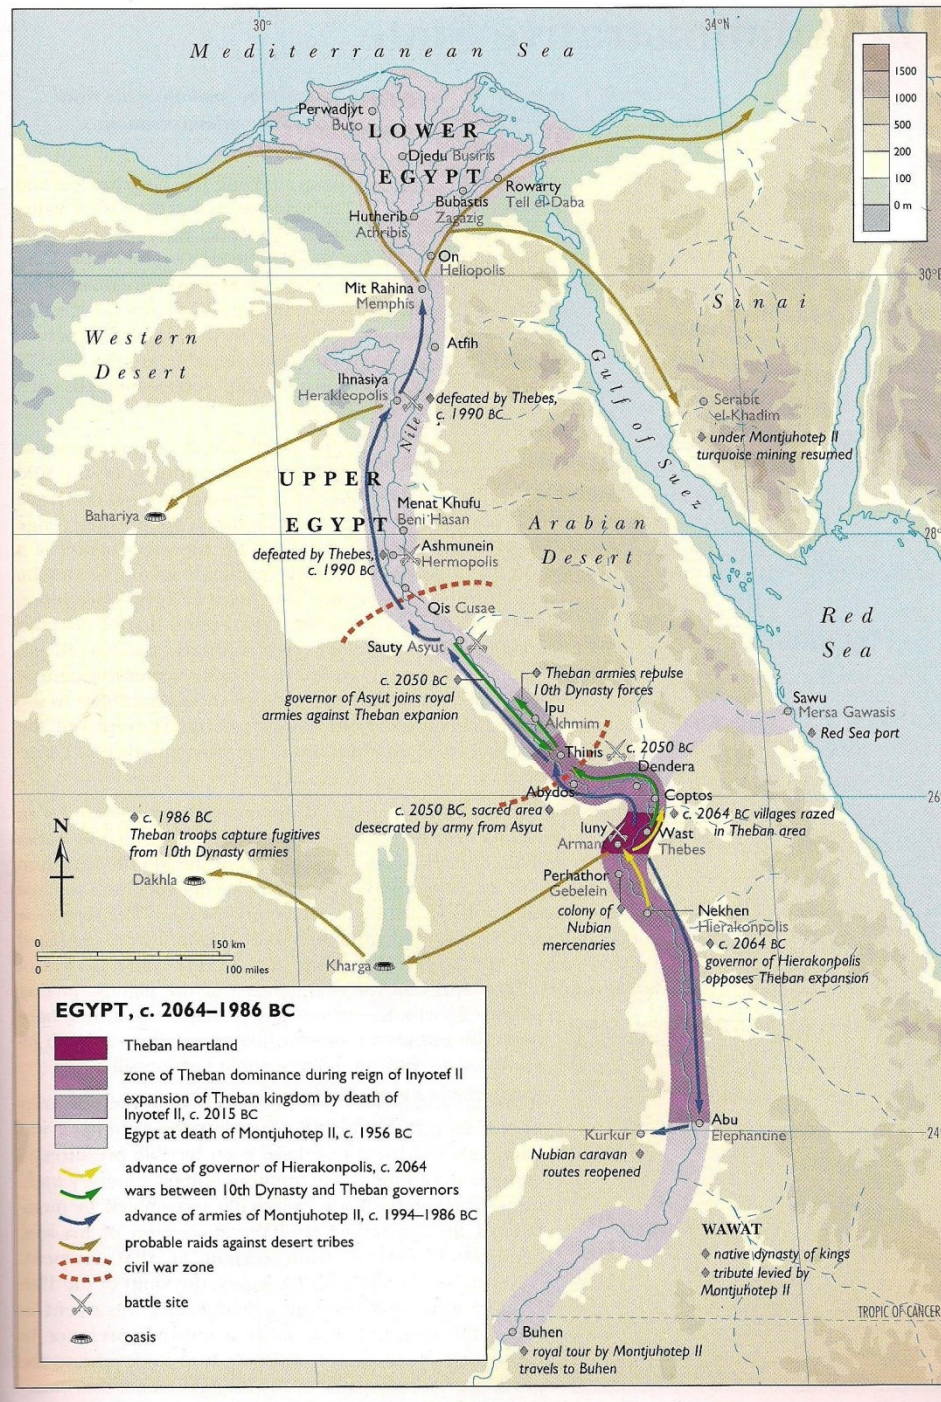 30°
34°N
Mediterranean Sea
1500
1000
500
200
100
0 m
Perwadjyt
Buto
LOWER
EGYPT
Djedu Busiris
Rowarty
Tell el-Daba
Bubastis
Zagazig
Hutherib
Athribis
On
Heliopolis
30°E
Mit Rahina
Memphis
Sinai
Western
Desert
Atfih
Gulf of Suez
Ihnasiya
Herakleopolis
defeated by Thebes,
c. 1990 BC
Nile
Serabit
el-Khadim
under Montjuhotep II
turquoise mining resumed
UPPER
EGYPT
Bahariya
Menat Khufu
Beni Hasan
Arabian
Desert
28°
defeated by Thebes,
c. 1990 BC
Ashmunein
Hermopolis
Qis Cusae
Red
Sea
Sauty Asyut
c. 2050 BC
governor of Asyut joins royal
armies against Theban expanion
Theban armies repulse
10th Dynasty forces
Ipu
Akhmim
Sawu
Mersa Gawasis
Red Sea port
Thinis
c. 2050 BC
Dendera
Abydos
Coptos
26°
c. 2050 BC, sacred area
desecrated by army from Asyut
c. 2064 BC villages razed
in Theban area
c. 1986 BC
Theban troops capture fugitives
from 10th Dynasty armies
N
Iuny
Armant
Wast
Thebes
Dakhla
Perhathor
Gebelein
colony of
Nubian
mercenaries
Nekhen
Hierakonpolis
c. 2064 BC
governor of Hierakonpolis
opposes Theban expansion
0 150 km
0 100 miles
Kharga
EGYPT, c. 2064–1986 BC
Theban heartland
zone of Theban dominance during reign of Inyotef II
expansion of Theban kingdom by death of
Inyotef II, c. 2015 BC
Egypt at death of Montjuhotep II, c. 1956 BC
advance of governor of Hierakonpolis, c. 2064
wars between 10th Dynasty and Theban governors
advance of armies of Montjuhotep II, c. 1994–1986 BC
probable raids against desert tribes
civil war zone
battle site
oasis
Abu
Elephantine
24°
Kurkur
Nubian caravan
routes reopened
WAWAT
native dynasty of kings
tribute levied by
Montjuhotep II
TROPIC OF CANCER
Buhen
royal tour by Montjuhotep II
travels to Buhen